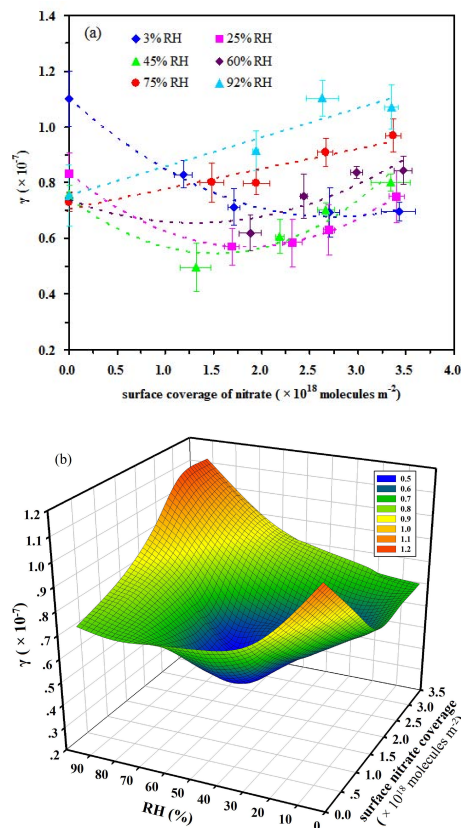 (a)
3% RH
25% RH
45% RH
60% RH
75% RH
92% RH
1.4
1.2
1.0
0.8
0.6
0.4
0.2
γ ( × 10⁻⁷)
0.0 0.5 1.0 1.5 2.0 2.5 3.0 3.5 4.0
surface coverage of nitrate ( × 10¹⁸ molecules m⁻²)
(b)
0.5
0.6
0.7
0.8
0.9
1.0
1.1
1.2
1.2
1.1
1.0
.9
.8
.7
.6
.5
.4
.3
.2
γ ( × 10⁻⁷)
90 80 70 60 50 40 30 20 10 0
RH (%)
0.0 .5 1.0 1.5 2.0 2.5 3.0 3.5
surface nitrate coverage
( × 10¹⁸ molecules m⁻²)